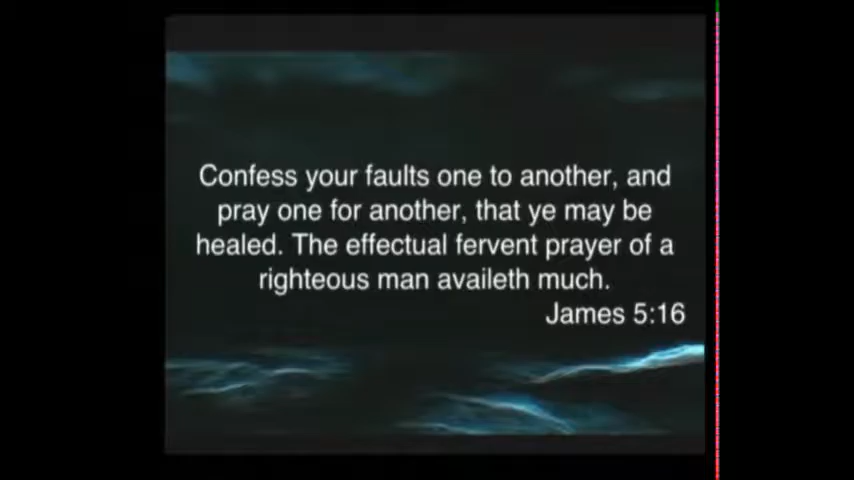 Confess your faults one to another, and
pray one for another, that ye may be
healed. The effectual fervent prayer of a
righteous man availeth much.
James 5:16